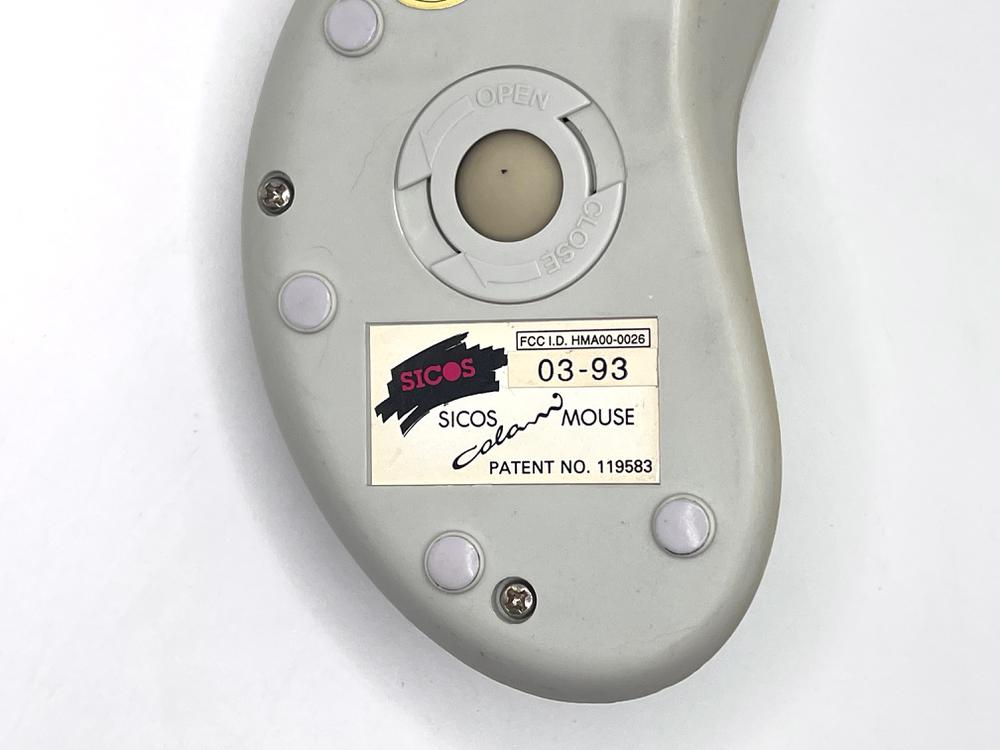 OPEN
CLOSE
SICOS
FCC I.D. HMA00-0026
03-93
SICOS colani MOUSE
PATENT NO. 119583